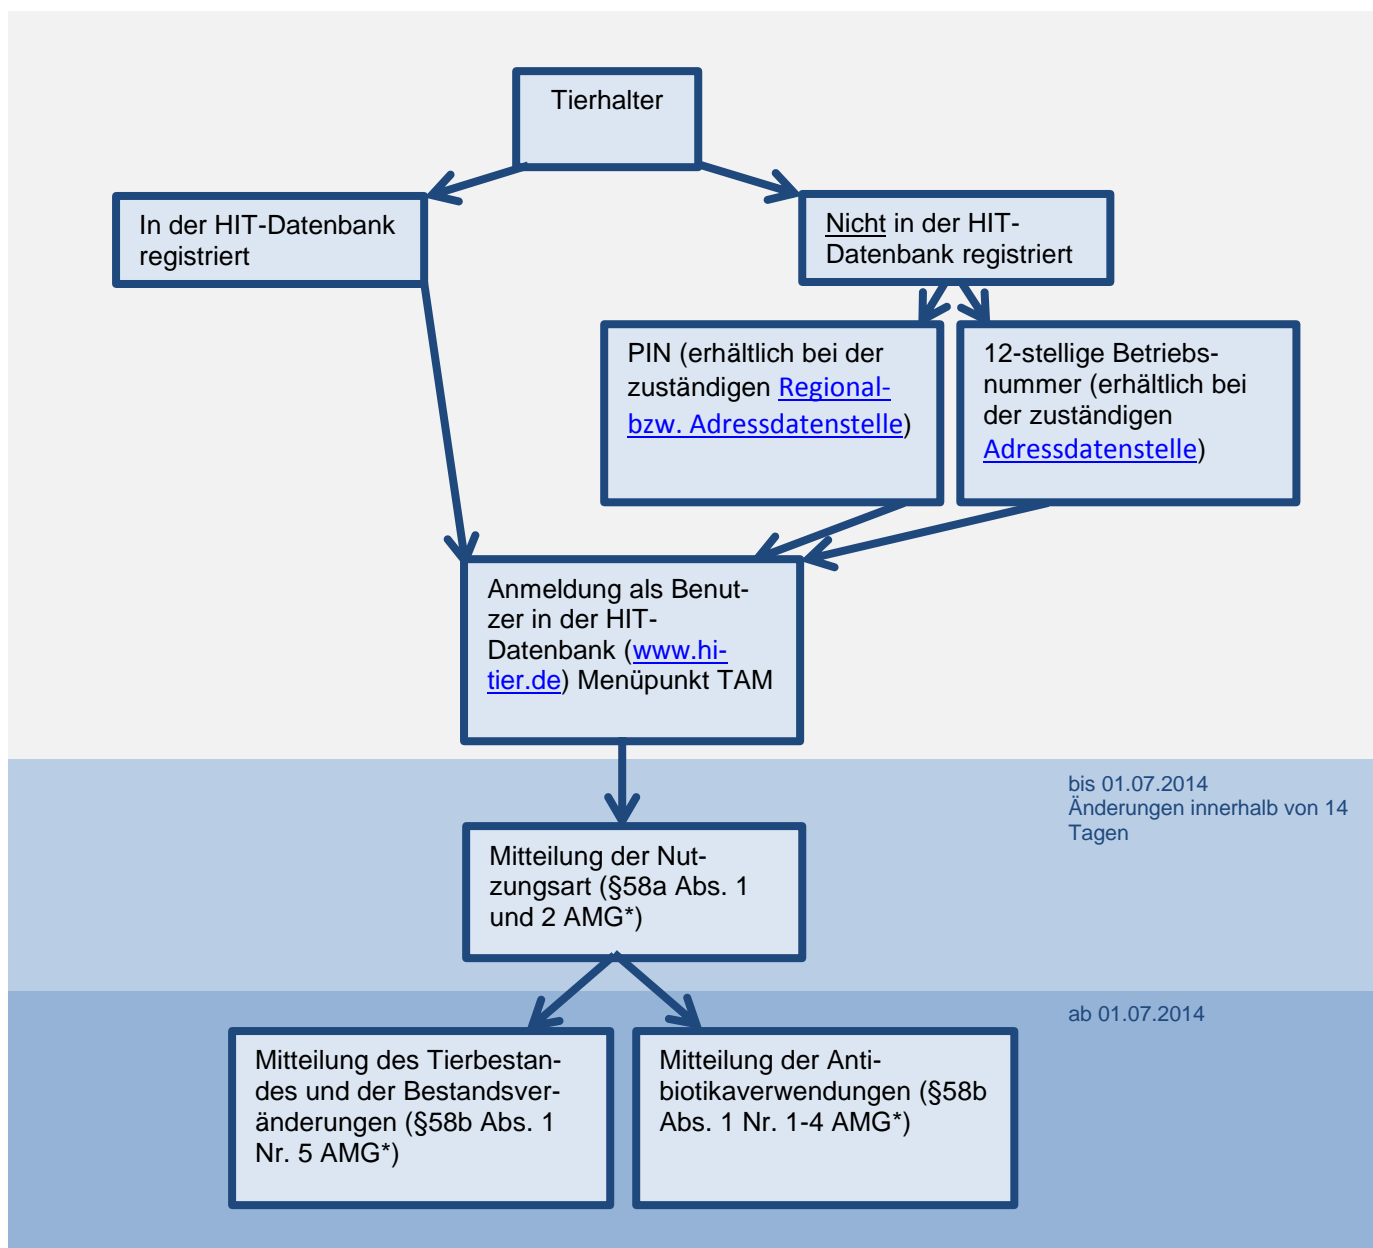 Tierhalter
In der HIT-Datenbank
registriert
Nicht in der HIT-
Datenbank registriert
PIN (erhältlich bei der
zuständigen Regional-
bzw. Adressdatenstelle)
12-stellige Betriebs-
nummer (erhältlich bei
der zuständigen
Adressdatenstelle)
Anmeldung als Benut-
zer in der HIT-
Datenbank (www.hi-
tier.de) Menüpunkt TAM
bis 01.07.2014
Änderungen innerhalb von 14
Tagen
Mitteilung der Nut-
zungsart (§58a Abs. 1
und 2 AMG*)
ab 01.07.2014
Mitteilung des Tierbestan-
des und der Bestandsver-
änderungen (§58b Abs. 1
Nr. 5 AMG*)
Mitteilung der Anti-
biotikaverwendungen (§58b
Abs. 1 Nr. 1-4 AMG*)